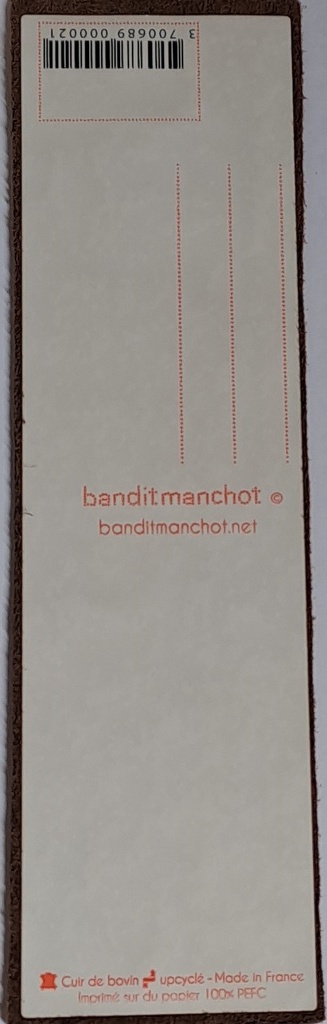 3 700689 000021
banditmanchot ©
banditmanchot.net
Cuir de bovin upcyclé - Made in France
Imprimé sur du papier 100% PEFC